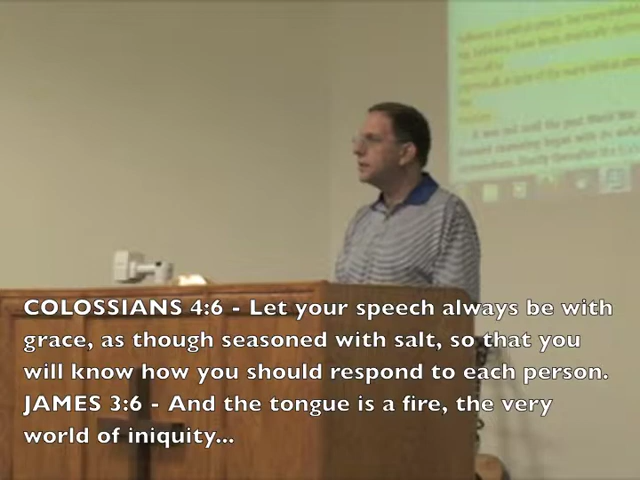 COLOSSIANS 4:6 - Let your speech always be with
grace, as though seasoned with salt, so that you
will know how you should respond to each person.
JAMES 3:6 - And the tongue is a fire, the very
world of iniquity...